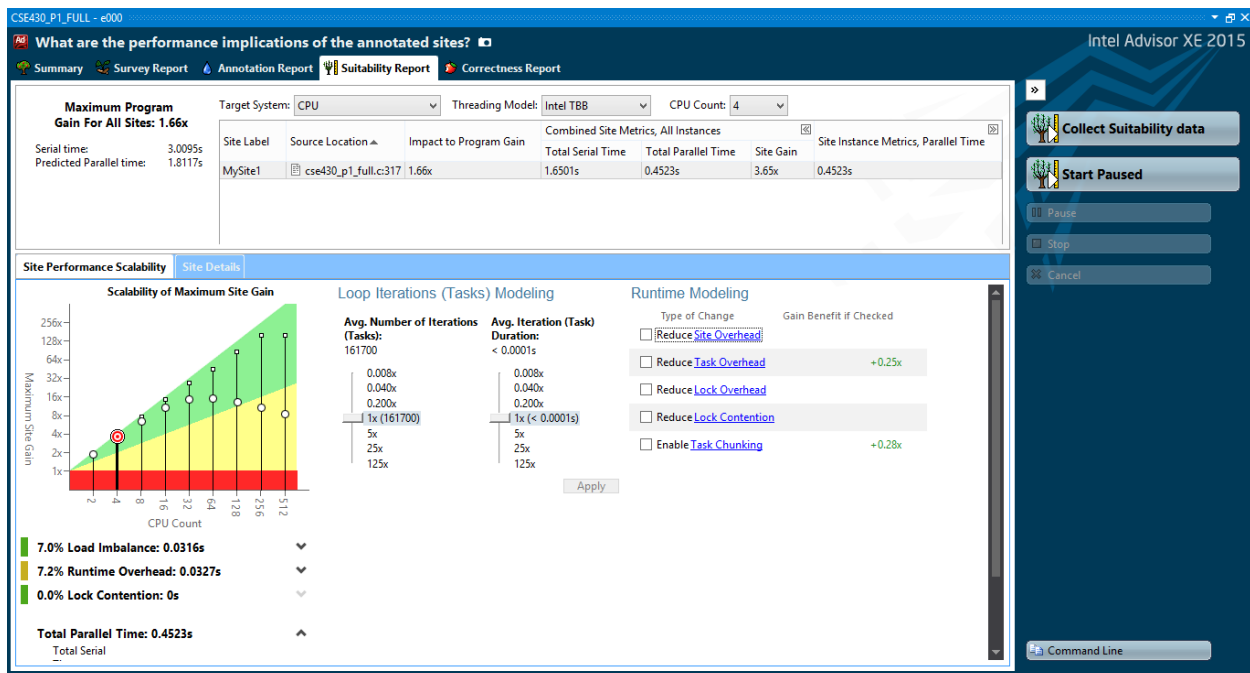 CSE430_P1_FULL - e000
What are the performance implications of the annotated sites?
Intel Advisor XE 2015
Summary Survey Report Annotation Report Suitability Report Correctness Report
Maximum Program
Gain For All Sites: 1.66x
Serial time: 3.0095s
Predicted Parallel time: 1.8117s
Target System: CPU Threading Model: Intel TBB CPU Count: 4
Site Label Source Location Impact to Program Gain Combined Site Metrics, All Instances Site Instance Metrics, Parallel Time
Total Serial Time Total Parallel Time Site Gain
MySite1 cse430_p1_full.c:317 1.66x 1.6501s 0.4523s 3.65x 0.4523s
Collect Suitability data
Start Paused
Pause
Stop
Cancel
Site Performance Scalability Site Details
Scalability of Maximum Site Gain
Maximum Site Gain
256x
128x
64x
32x
16x
8x
4x
2x
1x
2 4 8 16 32 64 128 256 512
CPU Count
Loop Iterations (Tasks) Modeling
Avg. Number of Iterations
(Tasks):
161700
0.008x
0.040x
0.200x
1x (161700)
5x
25x
125x
Avg. Iteration (Task)
Duration:
< 0.0001s
0.008x
0.040x
0.200x
1x (< 0.0001s)
5x
25x
125x
Apply
Runtime Modeling
Type of Change Gain Benefit if Checked
Reduce Site Overhead
Reduce Task Overhead +0.25x
Reduce Lock Overhead
Reduce Lock Contention
Enable Task Chunking +0.28x
7.0% Load Imbalance: 0.0316s
7.2% Runtime Overhead: 0.0327s
0.0% Lock Contention: 0s
Total Parallel Time: 0.4523s
Total Serial
Command Line